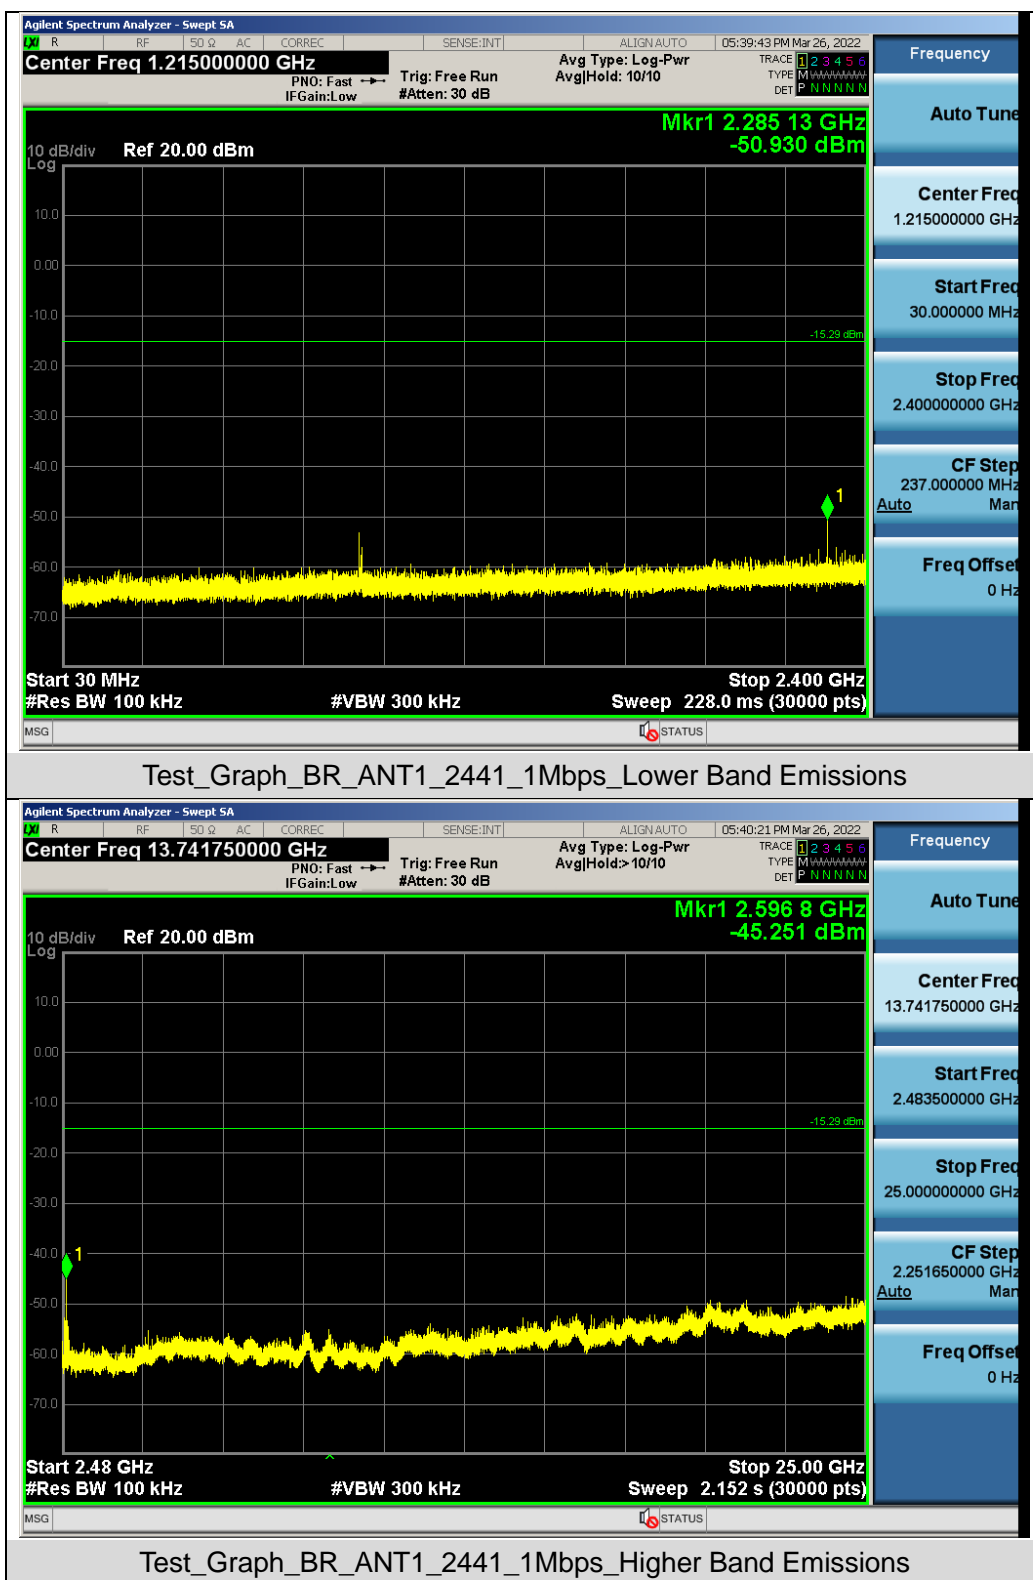 Agilent Spectrum Analyzer - Swept SA
LXI R RF 50 Ω AC CORREC SENSE:INT ALIGNAUTO 05:39:43 PM Mar 26, 2022
Center Freq 1.215000000 GHz
PNO: Fast
IFGain:Low
Trig: Free Run
#Atten: 30 dB
Avg Type: Log-Pwr
Avg|Hold: 10/10
TRACE 1 2 3 4 5 6
TYPE M W W W W W
DET P N N N N N
Frequency
Mkr1 2.285 13 GHz
-50.930 dBm
10 dB/div Ref 20.00 dBm
Log
10.0
0.00
-10.0
-15.29 dBm
-20.0
-30.0
-40.0
-50.0
1
-60.0
-70.0
Start 30 MHz Stop 2.400 GHz
#Res BW 100 kHz #VBW 300 kHz Sweep 228.0 ms (30000 pts)
Auto Tune
Center Freq
1.215000000 GHz
Start Freq
30.000000 MHz
Stop Freq
2.400000000 GHz
CF Step
237.000000 MHz
Auto Man
Freq Offset
0 Hz
MSG STATUS
Test_Graph_BR_ANT1_2441_1Mbps_Lower Band Emissions
Agilent Spectrum Analyzer - Swept SA
LXI R RF 50 Ω AC CORREC SENSE:INT ALIGNAUTO 05:40:21 PM Mar 26, 2022
Center Freq 13.741750000 GHz
PNO: Fast
IFGain:Low
Trig: Free Run
#Atten: 30 dB
Avg Type: Log-Pwr
Avg|Hold:>10/10
TRACE 1 2 3 4 5 6
TYPE M W W W W W
DET P N N N N N
Frequency
Mkr1 2.596 8 GHz
-45.251 dBm
10 dB/div Ref 20.00 dBm
Log
10.0
0.00
-10.0
-15.29 dBm
-20.0
-30.0
-40.0
1
-50.0
-60.0
-70.0
Start 2.48 GHz Stop 25.00 GHz
#Res BW 100 kHz #VBW 300 kHz Sweep 2.152 s (30000 pts)
Auto Tune
Center Freq
13.741750000 GHz
Start Freq
2.483500000 GHz
Stop Freq
25.000000000 GHz
CF Step
2.251650000 GHz
Auto Man
Freq Offset
0 Hz
MSG STATUS
Test_Graph_BR_ANT1_2441_1Mbps_Higher Band Emissions